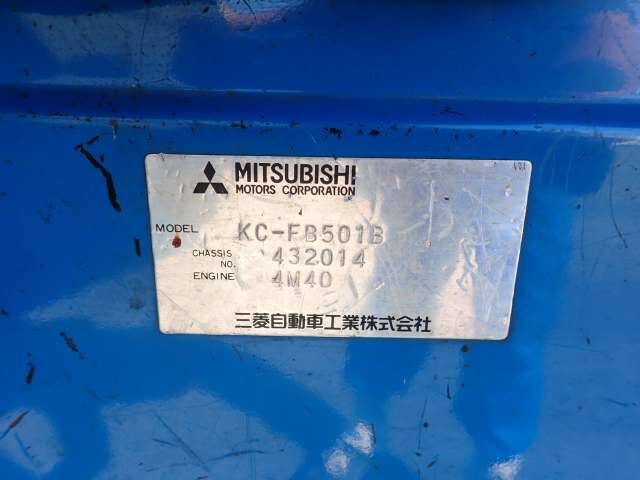 MITSUBISHI
MOTORS CORPORATION
MODEL KC-FB501B
CHASSIS NO. 432014
ENGINE 4M40
三菱自動車工業株式会社